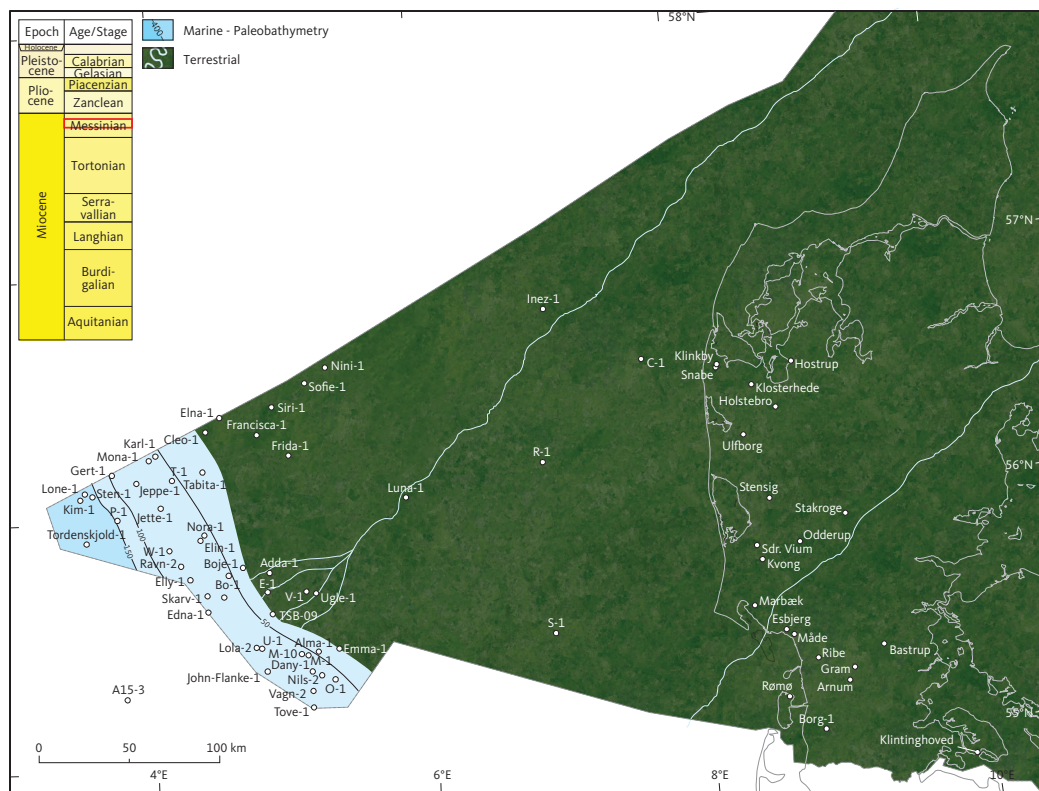 Epoch Age/Stage
Holocene
Pleisto-
cene
Calabrian
Gelasian
Plio-
cene
Piacenzian
Zanclean
Miocene
Messinian
Tortonian
Serra-
vallian
Langhian
Burdi-
galian
Aquitanian
400
Marine - Paleobathymetry
Terrestrial
58°N
57°N
Inez-1
C-1
Klinkby
Snabe
Hostrup
Klosterhede
Holstebro
Nini-1
Sofie-1
Siri-1
Elna-1
Francisca-1
Cleo-1
Frida-1
Ulfborg
Karl-1
Mona-1
R-1
56°N
Gert-1
T-1
Tabita-1
Lone-1
Sten-1
Jeppe-1
Luna-1
Stensig
Kim-1
P-1
Jette-1
Stakroge
Tordenskjold-1
150
100
Nora-1
Elin-1
Odderup
Sdr. Vium
Kvong
W-1
Ravn-2
Boje-1
Adda-1
Elly-1
Bo-1
E-1
V-1
Ugle-1
Skarv-1
Marbæk
Edna-1
TSB-09
50
Esbjerg
Måde
S-1
U-1
Alma-1
Lola-2
M-10
Emma-1
Bastrup
Ribe
M-1
Dany-1
Gram
John-Flanke-1
Nils-2
Arnum
O-1
Rømø
A15-3
Vagn-2
Tove-1
55°N
Borg-1
Klintinghoved
0 50 100 km
4°E 6°E 8°E 10°E